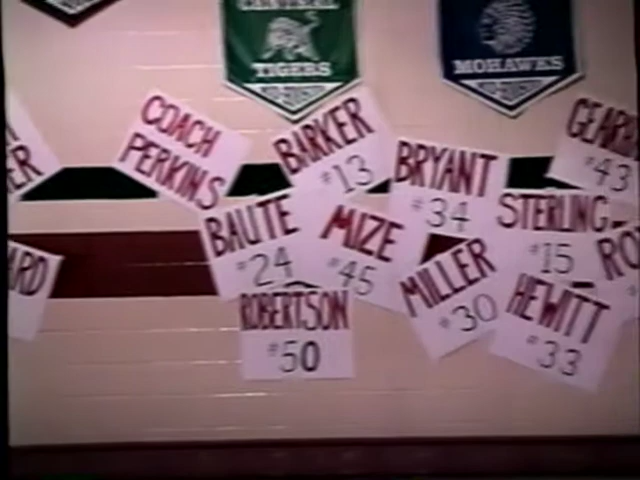 CENTRAL
TIGERS
MOHAWKS
COACH
PERKINS
BARKER
#13
BRYANT
#34
#43
BAUTE
#24
MIZE
#45
STERLING
#15
MILLER
#30
ROBERTSON
#50
HEWITT
#33